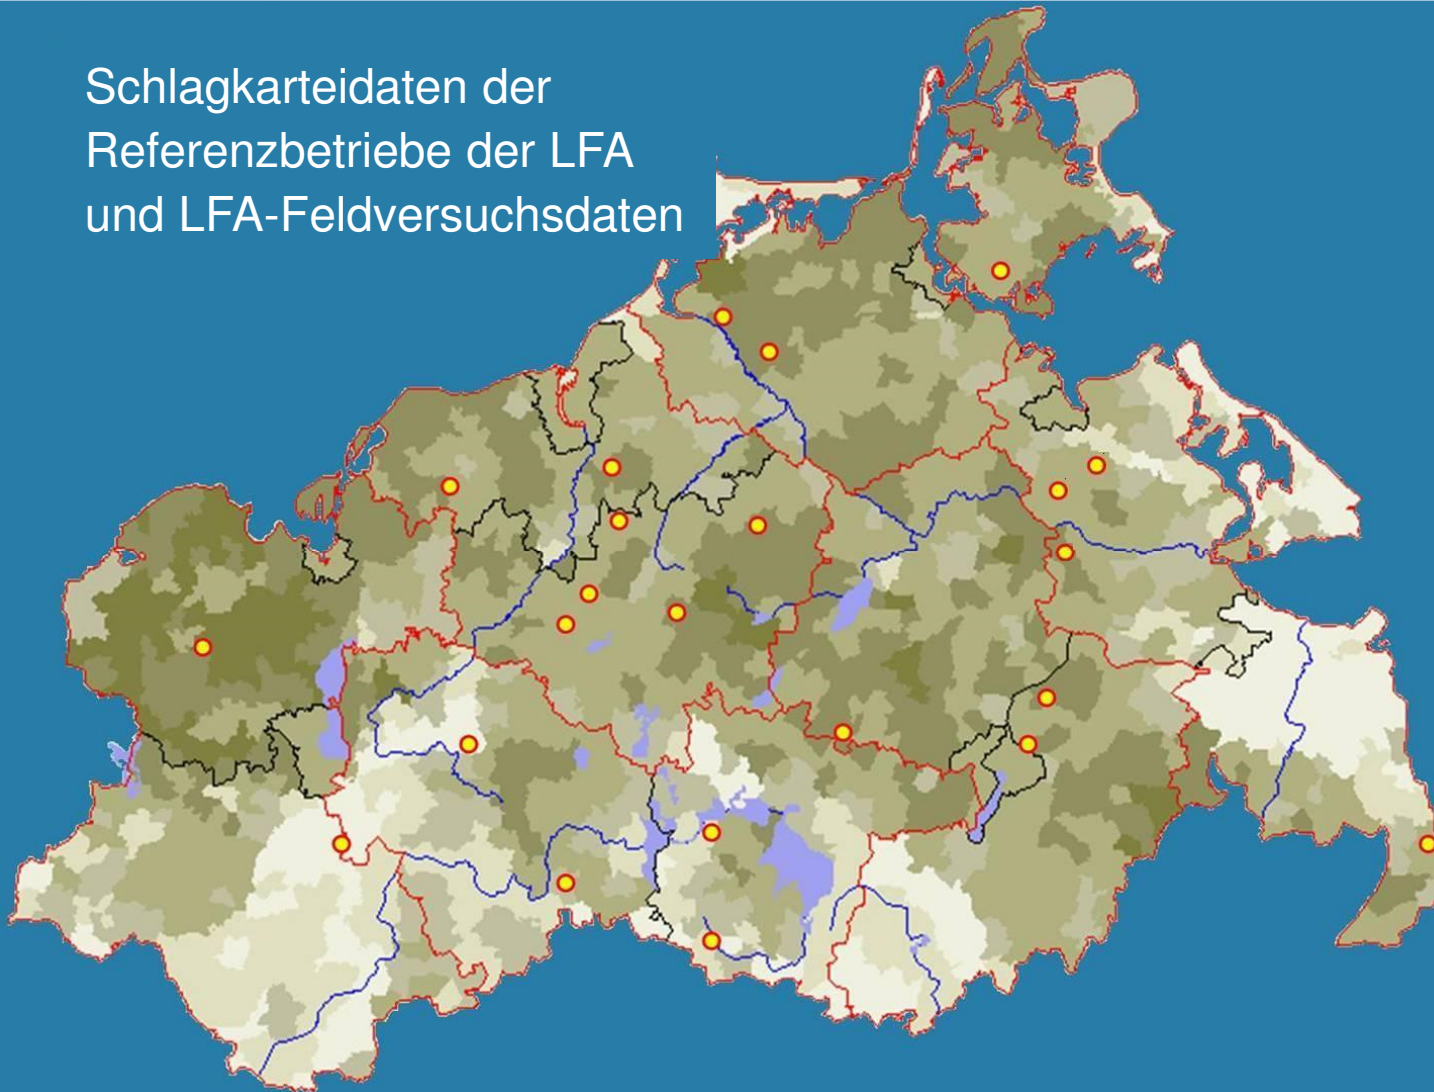 Schlagkarteidaten der
Referenzbetriebe der LFA
und LFA-Feldversuchsdaten